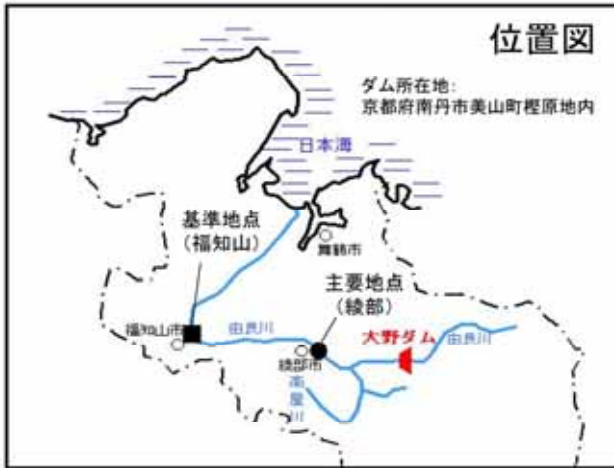 位置図
ダム所在地：
京都府南丹市美山町樫原地内
日本海
基準地点
（福知山）
舞鶴市
主要地点
（綾部）
福知山市
由良川
大野ダム
由良川
綾部市
高屋川